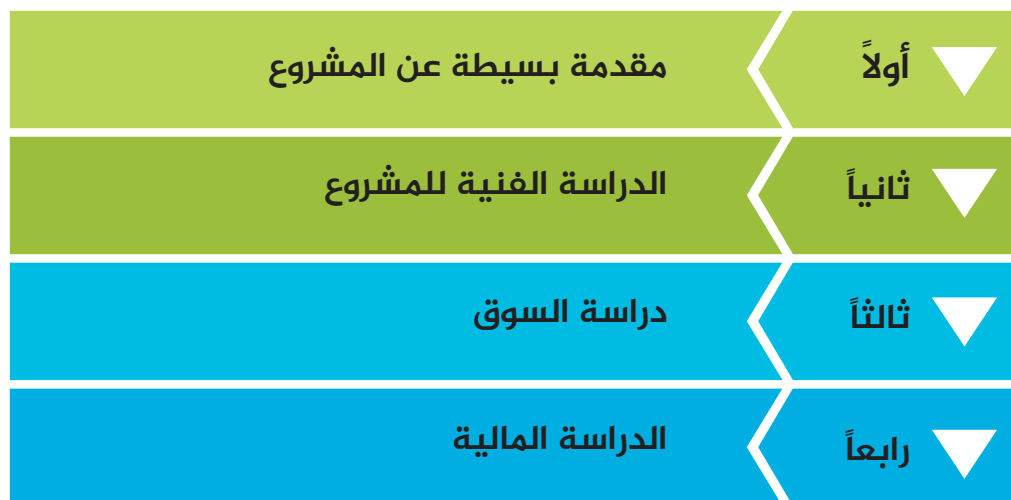 أولاً
مقدمة بسيطة عن المشروع
ثانياً
الدراسة الفنية للمشروع
ثالثاً
دراسة السوق
رابعاً
الدراسة المالية